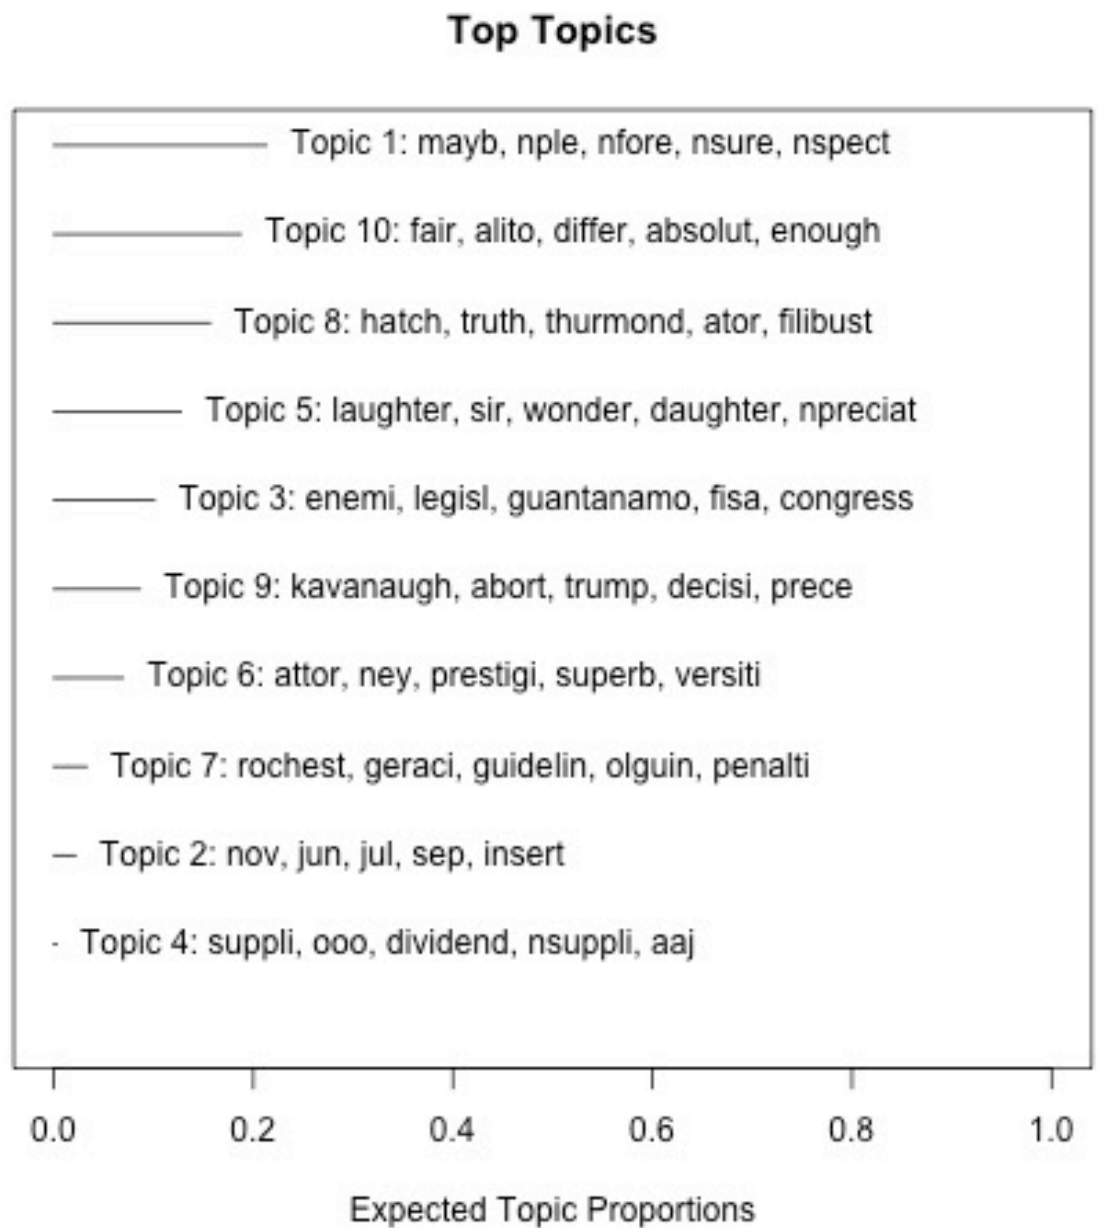 Top Topics
Topic 1: mayb, nple, nfore, nsure, nspect
Topic 10: fair, alito, differ, absolut, enough
Topic 8: hatch, truth, thurmond, ator, filibust
Topic 5: laughter, sir, wonder, daughter, npreciat
Topic 3: enemi, legisl, guantanamo, fisa, congress
Topic 9: kavanaugh, abort, trump, decisi, prece
Topic 6: attor, ney, prestigi, superb, versiti
Topic 7: rochest, geraci, guidelin, olguin, penalti
Topic 2: nov, jun, jul, sep, insert
Topic 4: suppli, ooo, dividend, nsuppli, aaj
0.0 0.2 0.4 0.6 0.8 1.0
Expected Topic Proportions